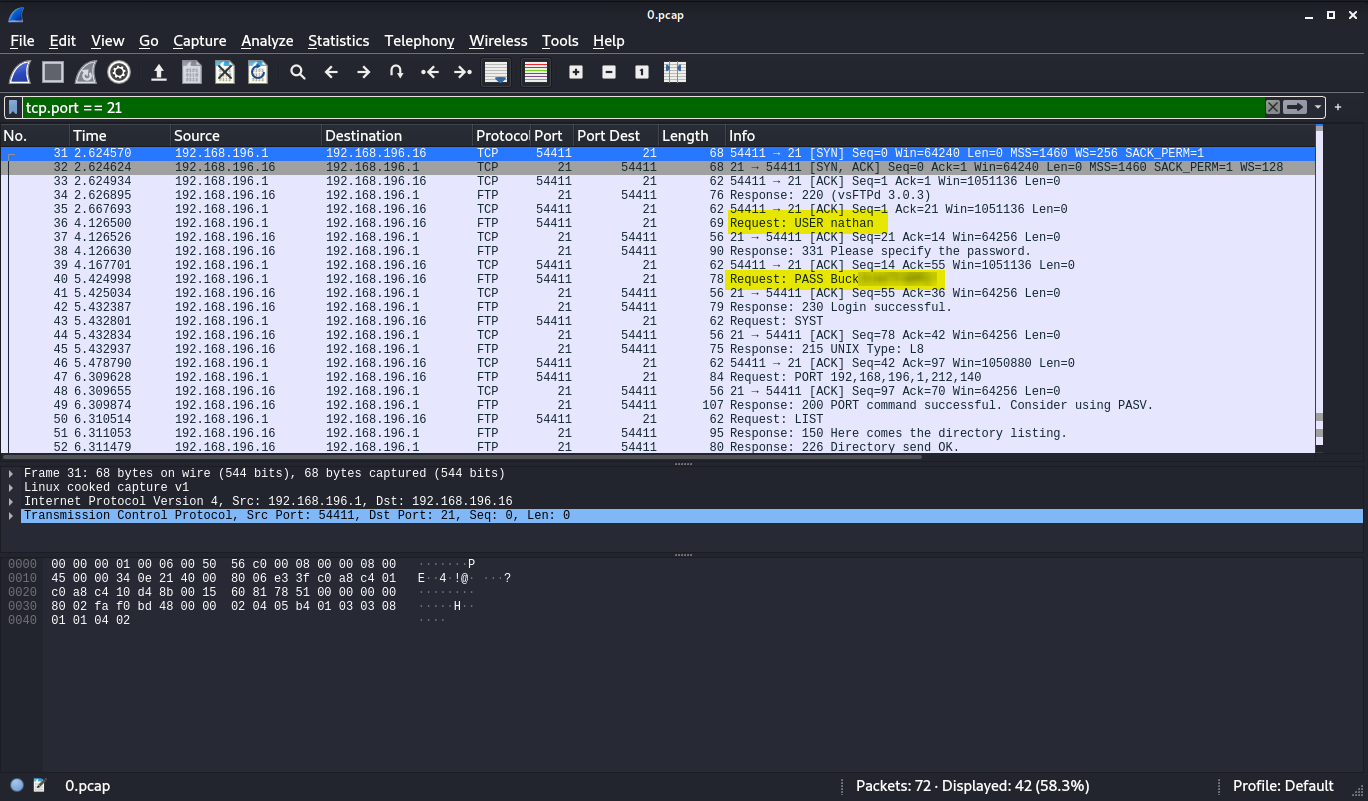 0.pcap
File Edit View Go Capture Analyze Statistics Telephony Wireless Tools Help
tcp.port == 21
No. Time Source Destination Protocol Port Port Dest Length Info
31 2.624570 192.168.196.1 192.168.196.16 TCP 54411 21 68 54411 → 21 [SYN] Seq=0 Win=64240 Len=0 MSS=1460 WS=256 SACK_PERM=1
32 2.624624 192.168.196.16 192.168.196.1 TCP 21 54411 68 21 → 54411 [SYN, ACK] Seq=0 Ack=1 Win=64240 Len=0 MSS=1460 SACK_PERM=1 WS=128
33 2.624934 192.168.196.1 192.168.196.16 TCP 54411 21 62 54411 → 21 [ACK] Seq=1 Ack=1 Win=1051136 Len=0
34 2.626895 192.168.196.16 192.168.196.1 FTP 21 54411 76 Response: 220 (vsFTPd 3.0.3)
35 2.667693 192.168.196.1 192.168.196.16 TCP 54411 21 62 54411 → 21 [ACK] Seq=1 Ack=21 Win=1051136 Len=0
36 4.126500 192.168.196.1 192.168.196.16 FTP 54411 21 69 Request: USER nathan
37 4.126526 192.168.196.16 192.168.196.1 TCP 21 54411 56 21 → 54411 [ACK] Seq=21 Ack=14 Win=64256 Len=0
38 4.126630 192.168.196.16 192.168.196.1 FTP 21 54411 90 Response: 331 Please specify the password.
39 4.167701 192.168.196.1 192.168.196.16 TCP 54411 21 62 54411 → 21 [ACK] Seq=14 Ack=55 Win=1051136 Len=0
40 5.424998 192.168.196.1 192.168.196.16 FTP 54411 21 78 Request: PASS Buck
41 5.425034 192.168.196.16 192.168.196.1 TCP 21 54411 56 21 → 54411 [ACK] Seq=55 Ack=36 Win=64256 Len=0
42 5.432387 192.168.196.16 192.168.196.1 FTP 21 54411 79 Response: 230 Login successful.
43 5.432801 192.168.196.1 192.168.196.16 FTP 54411 21 62 Request: SYST
44 5.432834 192.168.196.16 192.168.196.1 TCP 21 54411 56 21 → 54411 [ACK] Seq=78 Ack=42 Win=64256 Len=0
45 5.432937 192.168.196.16 192.168.196.1 FTP 21 54411 75 Response: 215 UNIX Type: L8
46 5.478790 192.168.196.1 192.168.196.16 TCP 54411 21 62 54411 → 21 [ACK] Seq=42 Ack=97 Win=1050880 Len=0
47 6.309628 192.168.196.1 192.168.196.16 FTP 54411 21 84 Request: PORT 192,168,196,1,212,140
48 6.309655 192.168.196.16 192.168.196.1 TCP 21 54411 56 21 → 54411 [ACK] Seq=97 Ack=70 Win=64256 Len=0
49 6.309874 192.168.196.16 192.168.196.1 FTP 21 54411 107 Response: 200 PORT command successful. Consider using PASV.
50 6.310514 192.168.196.1 192.168.196.16 FTP 54411 21 62 Request: LIST
51 6.311053 192.168.196.16 192.168.196.1 FTP 21 54411 95 Response: 150 Here comes the directory listing.
52 6.311479 192.168.196.16 192.168.196.1 FTP 21 54411 80 Response: 226 Directory send OK.
Frame 31: 68 bytes on wire (544 bits), 68 bytes captured (544 bits)
Linux cooked capture v1
Internet Protocol Version 4, Src: 192.168.196.1, Dst: 192.168.196.16
Transmission Control Protocol, Src Port: 54411, Dst Port: 21, Seq: 0, Len: 0
0000 00 00 00 01 00 06 00 50 56 c0 00 08 00 00 08 00 ·······P
0010 45 00 00 34 0e 21 40 00 80 06 e3 3f c0 a8 c4 01 E··4·!@· ···?
0020 c0 a8 c4 10 d4 8b 00 15 60 81 78 51 00 00 00 00 ········
0030 80 02 fa f0 bd 48 00 00 02 04 05 b4 01 03 03 08 ·····H··
0040 01 01 04 02 ····
0.pcap Packets: 72 · Displayed: 42 (58.3%) Profile: Default